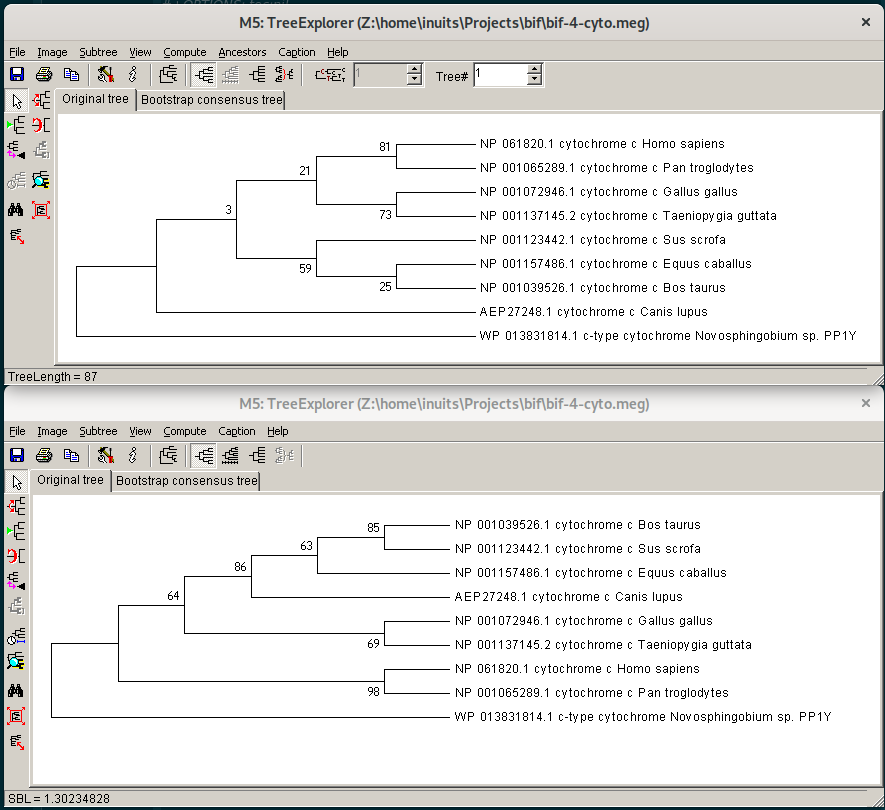 M5: TreeExplorer (Z:\home\inuits\Projects\bif\bif-4-cyto.meg)
File Image Subtree View Compute Ancestors Caption Help
1 Tree# 1
Original tree Bootstrap consensus tree
81 NP 061820.1 cytochrome c Homo sapiens
21 NP 001065289.1 cytochrome c Pan troglodytes
NP 001072946.1 cytochrome c Gallus gallus
3 73 NP 001137145.2 cytochrome c Taeniopygia guttata
NP 001123442.1 cytochrome c Sus scrofa
59 NP 001157486.1 cytochrome c Equus caballus
25 NP 001039526.1 cytochrome c Bos taurus
AEP27248.1 cytochrome c Canis lupus
WP 013831814.1 c-type cytochrome Novosphingobium sp. PP1Y
TreeLength = 87
M5: TreeExplorer (Z:\home\inuits\Projects\bif\bif-4-cyto.meg)
File Image Subtree View Compute Caption Help
Original tree Bootstrap consensus tree
85 NP 001039526.1 cytochrome c Bos taurus
63 NP 001123442.1 cytochrome c Sus scrofa
86 NP 001157486.1 cytochrome c Equus caballus
64 AEP27248.1 cytochrome c Canis lupus
NP 001072946.1 cytochrome c Gallus gallus
69 NP 001137145.2 cytochrome c Taeniopygia guttata
NP 061820.1 cytochrome c Homo sapiens
98 NP 001065289.1 cytochrome c Pan troglodytes
WP 013831814.1 c-type cytochrome Novosphingobium sp. PP1Y
SBL = 1.30234828